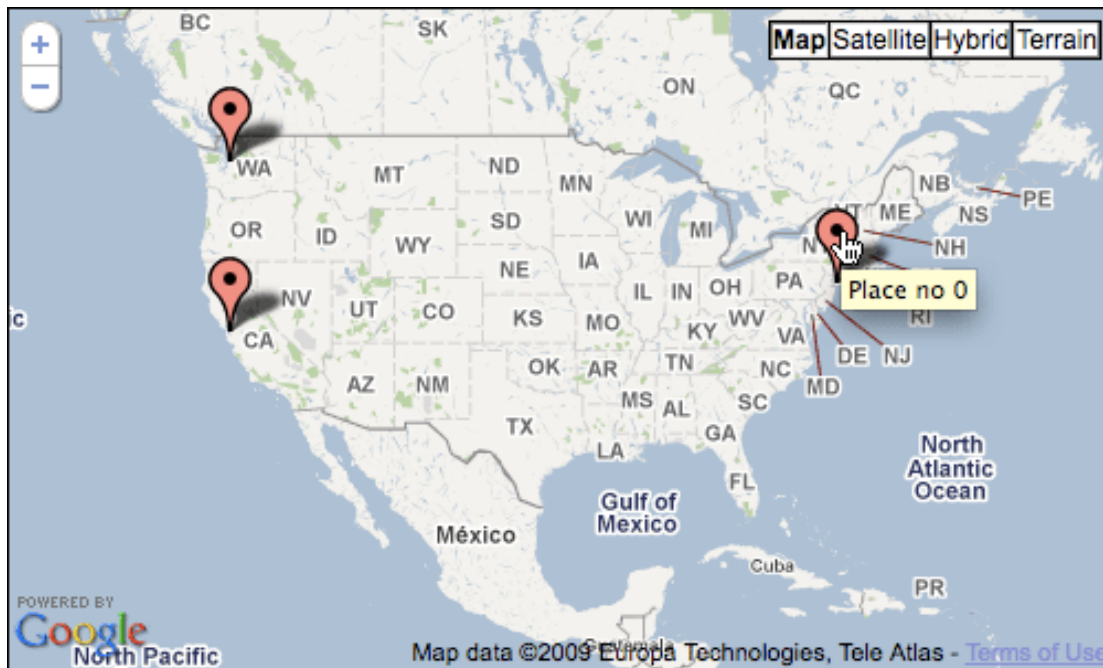 BC
SK
+
−
Map Satellite Hybrid Terrain
ON
QC
WA
MT
ND
MN
NB
PE
OR
ID
SD
WI
MI
VT
ME
NS
WY
NY
NH
NE
IA
PA
Place no 0
NV
UT
CO
IL
IN
OH
RI
ic
CA
KS
MO
KY
WV
VA
DE
NJ
AZ
NM
OK
AR
TN
NC
MD
TX
MS
AL
SC
GA
LA
FL
North
Atlantic
Ocean
Gulf of
Mexico
México
Cuba
PR
POWERED BY
Google
North Pacific
Guatemala
Map data ©2009 Europa Technologies, Tele Atlas - Terms of Use